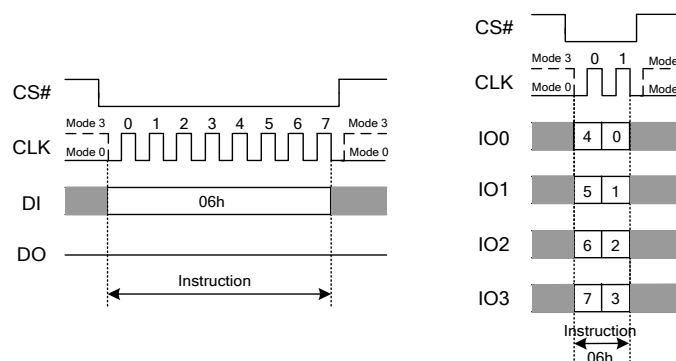 CS#
Mode 3 0 1 2 3 4 5 6 7 Mode 3
CLK
Mode 0 Mode 0
DI 06h
DO
Instruction
CS#
Mode 3 0 1 Mode
CLK
Mode 0 Mode
IO0 4 0
IO1 5 1
IO2 6 2
IO3 7 3
Instruction
06h